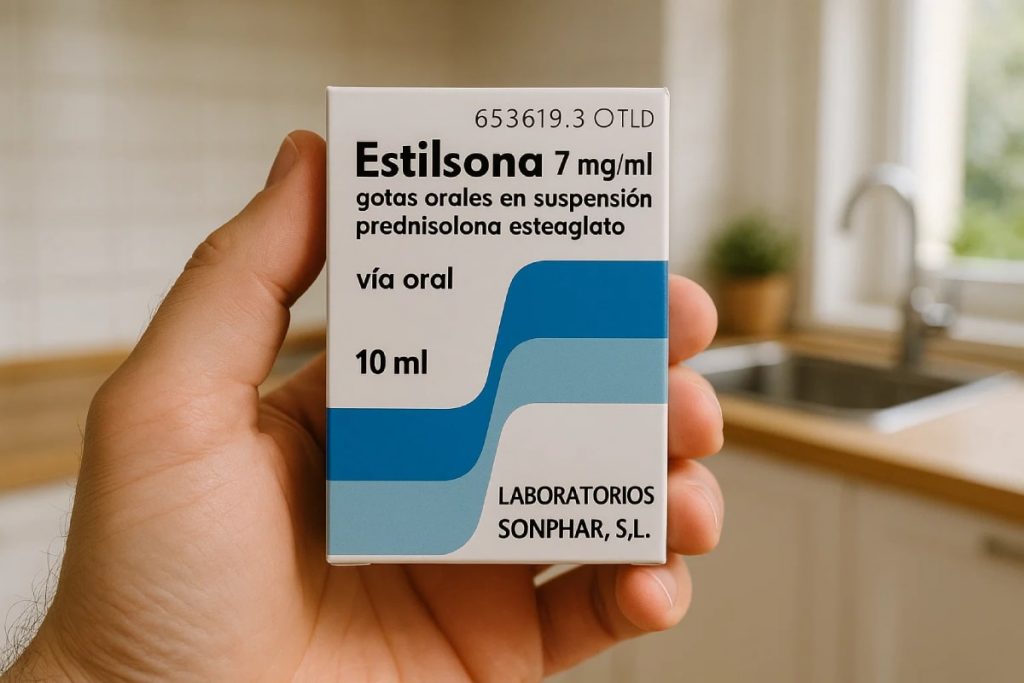 653619.3 OTLD
Estilsona 7 mg/ml
gotas orales en suspensión
prednisolona esteaglato
vía oral
10 ml
LABORATORIOS
SONPHAR, S,L.